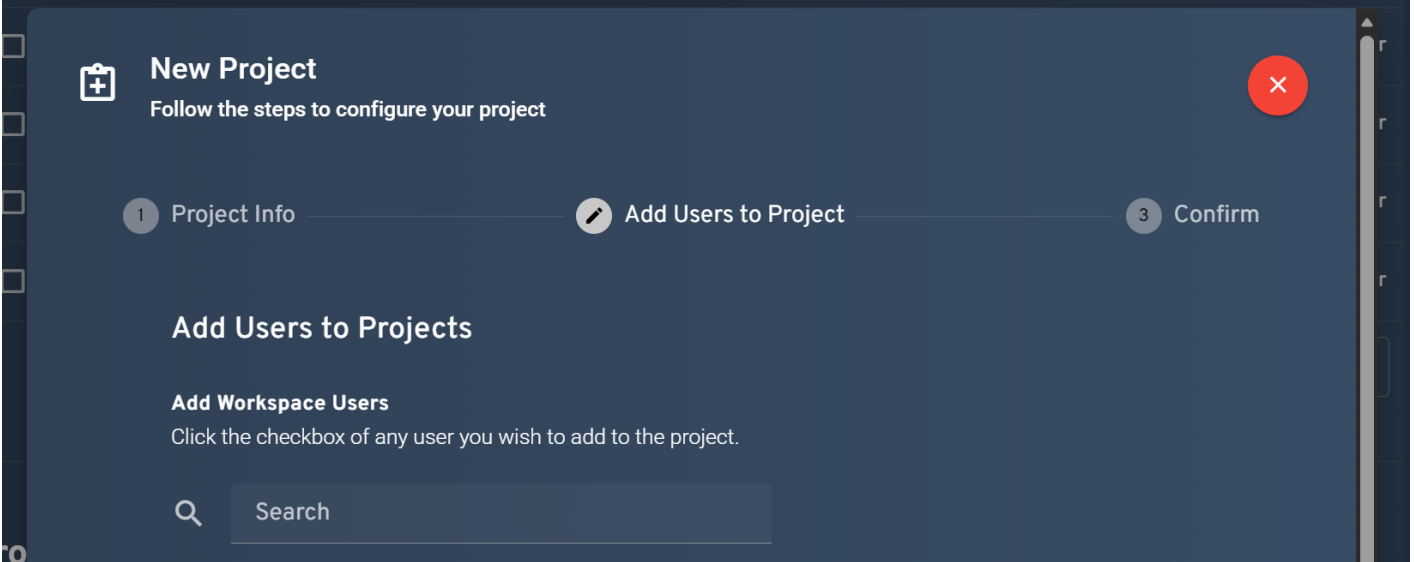 New Project
Follow the steps to configure your project
1 Project Info
Add Users to Project
3 Confirm
Add Users to Projects
Add Workspace Users
Click the checkbox of any user you wish to add to the project.
Search
r
r
r
r
ro